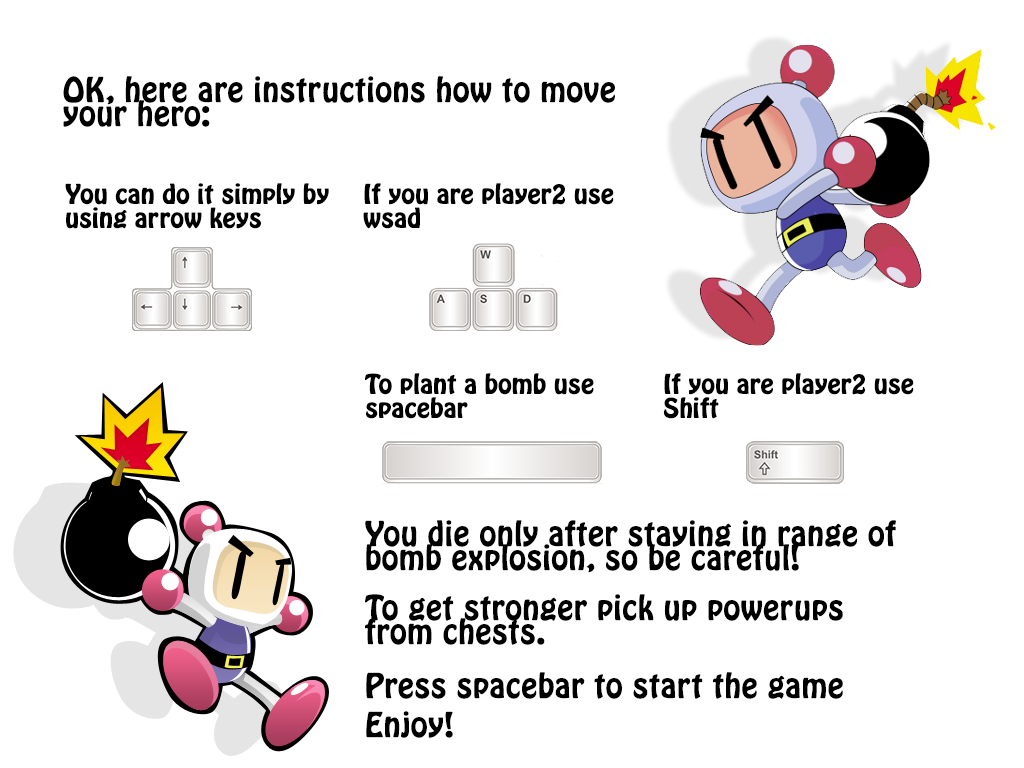 OK, here are instructions how to move
your hero:
You can do it simply by
using arrow keys
If you are player2 use
wsad
↑
← ↓ →
W
A S D
To plant a bomb use
spacebar
If you are player2 use
Shift
Shift
⇧
You die only after staying in range of
bomb explosion, so be careful!
To get stronger pick up powerups
from chests.
Press spacebar to start the game
Enjoy!